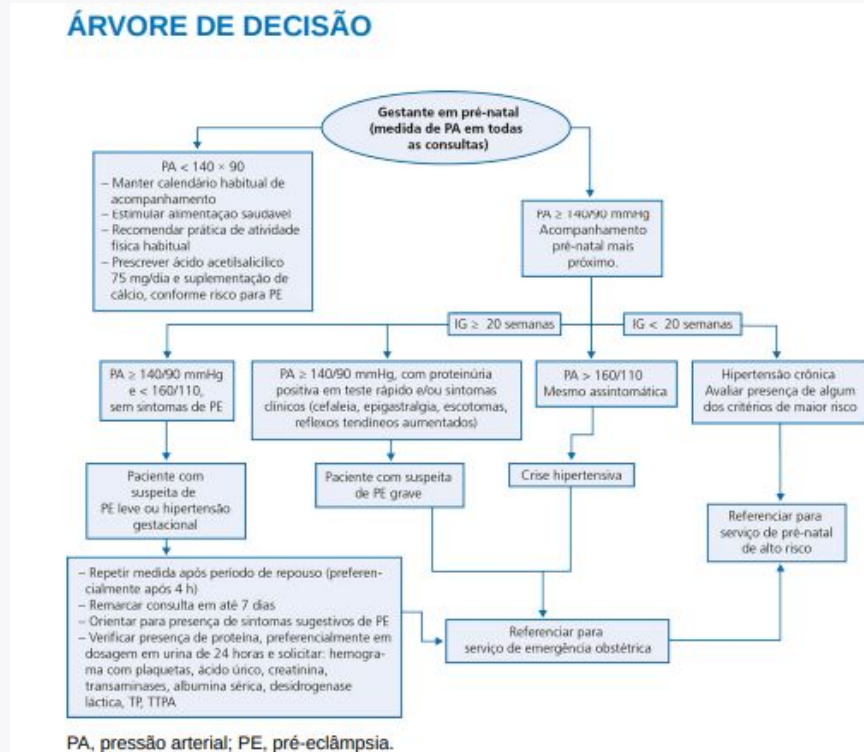 ÁRVORE DE DECISÃO
Gestante em pré-natal
(medida de PA em todas
as consultas)
PA < 140 × 90
– Manter calendário habitual de
acompanhamento
– Estimular alimentação saudável
– Recomendar prática de atividade
física habitual
– Prescrever ácido acetilsalicílico
75 mg/dia e suplementação de
cálcio, conforme risco para PE
PA ≥ 140/90 mmHg
Acompanhamento
pré-natal mais
próximo.
IG ≥ 20 semanas
IG < 20 semanas
PA ≥ 140/90 mmHg
e < 160/110,
sem sintomas de PE
PA ≥ 140/90 mmHg, com proteinúria
positiva em teste rápido e/ou sintomas
clínicos (cefaleia, epigastralgia, escotomas,
reflexos tendíneos aumentados)
PA > 160/110
Mesmo assintomática
Hipertensão crônica
Avaliar presença de algum
dos critérios de maior risco
Paciente com
suspeita de
PE leve ou hipertensão
gestacional
Paciente com suspeita
de PE grave
Crise hipertensiva
Referenciar para
serviço de pré-natal
de alto risco
– Repetir medida após período de repouso (preferen-
cialmente após 4 h)
– Remarcar consulta em até 7 dias
– Orientar para presença de sintomas sugestivos de PE
– Verificar presença de proteína, preferencialmente em
dosagem em urina de 24 horas e solicitar: hemogra-
ma com plaquetas, ácido úrico, creatinina,
transaminases, albumina sérica, desidrogenase
láctica, TP, TTPA
Referenciar para
serviço de emergência obstétrica
PA, pressão arterial; PE, pré-eclâmpsia.